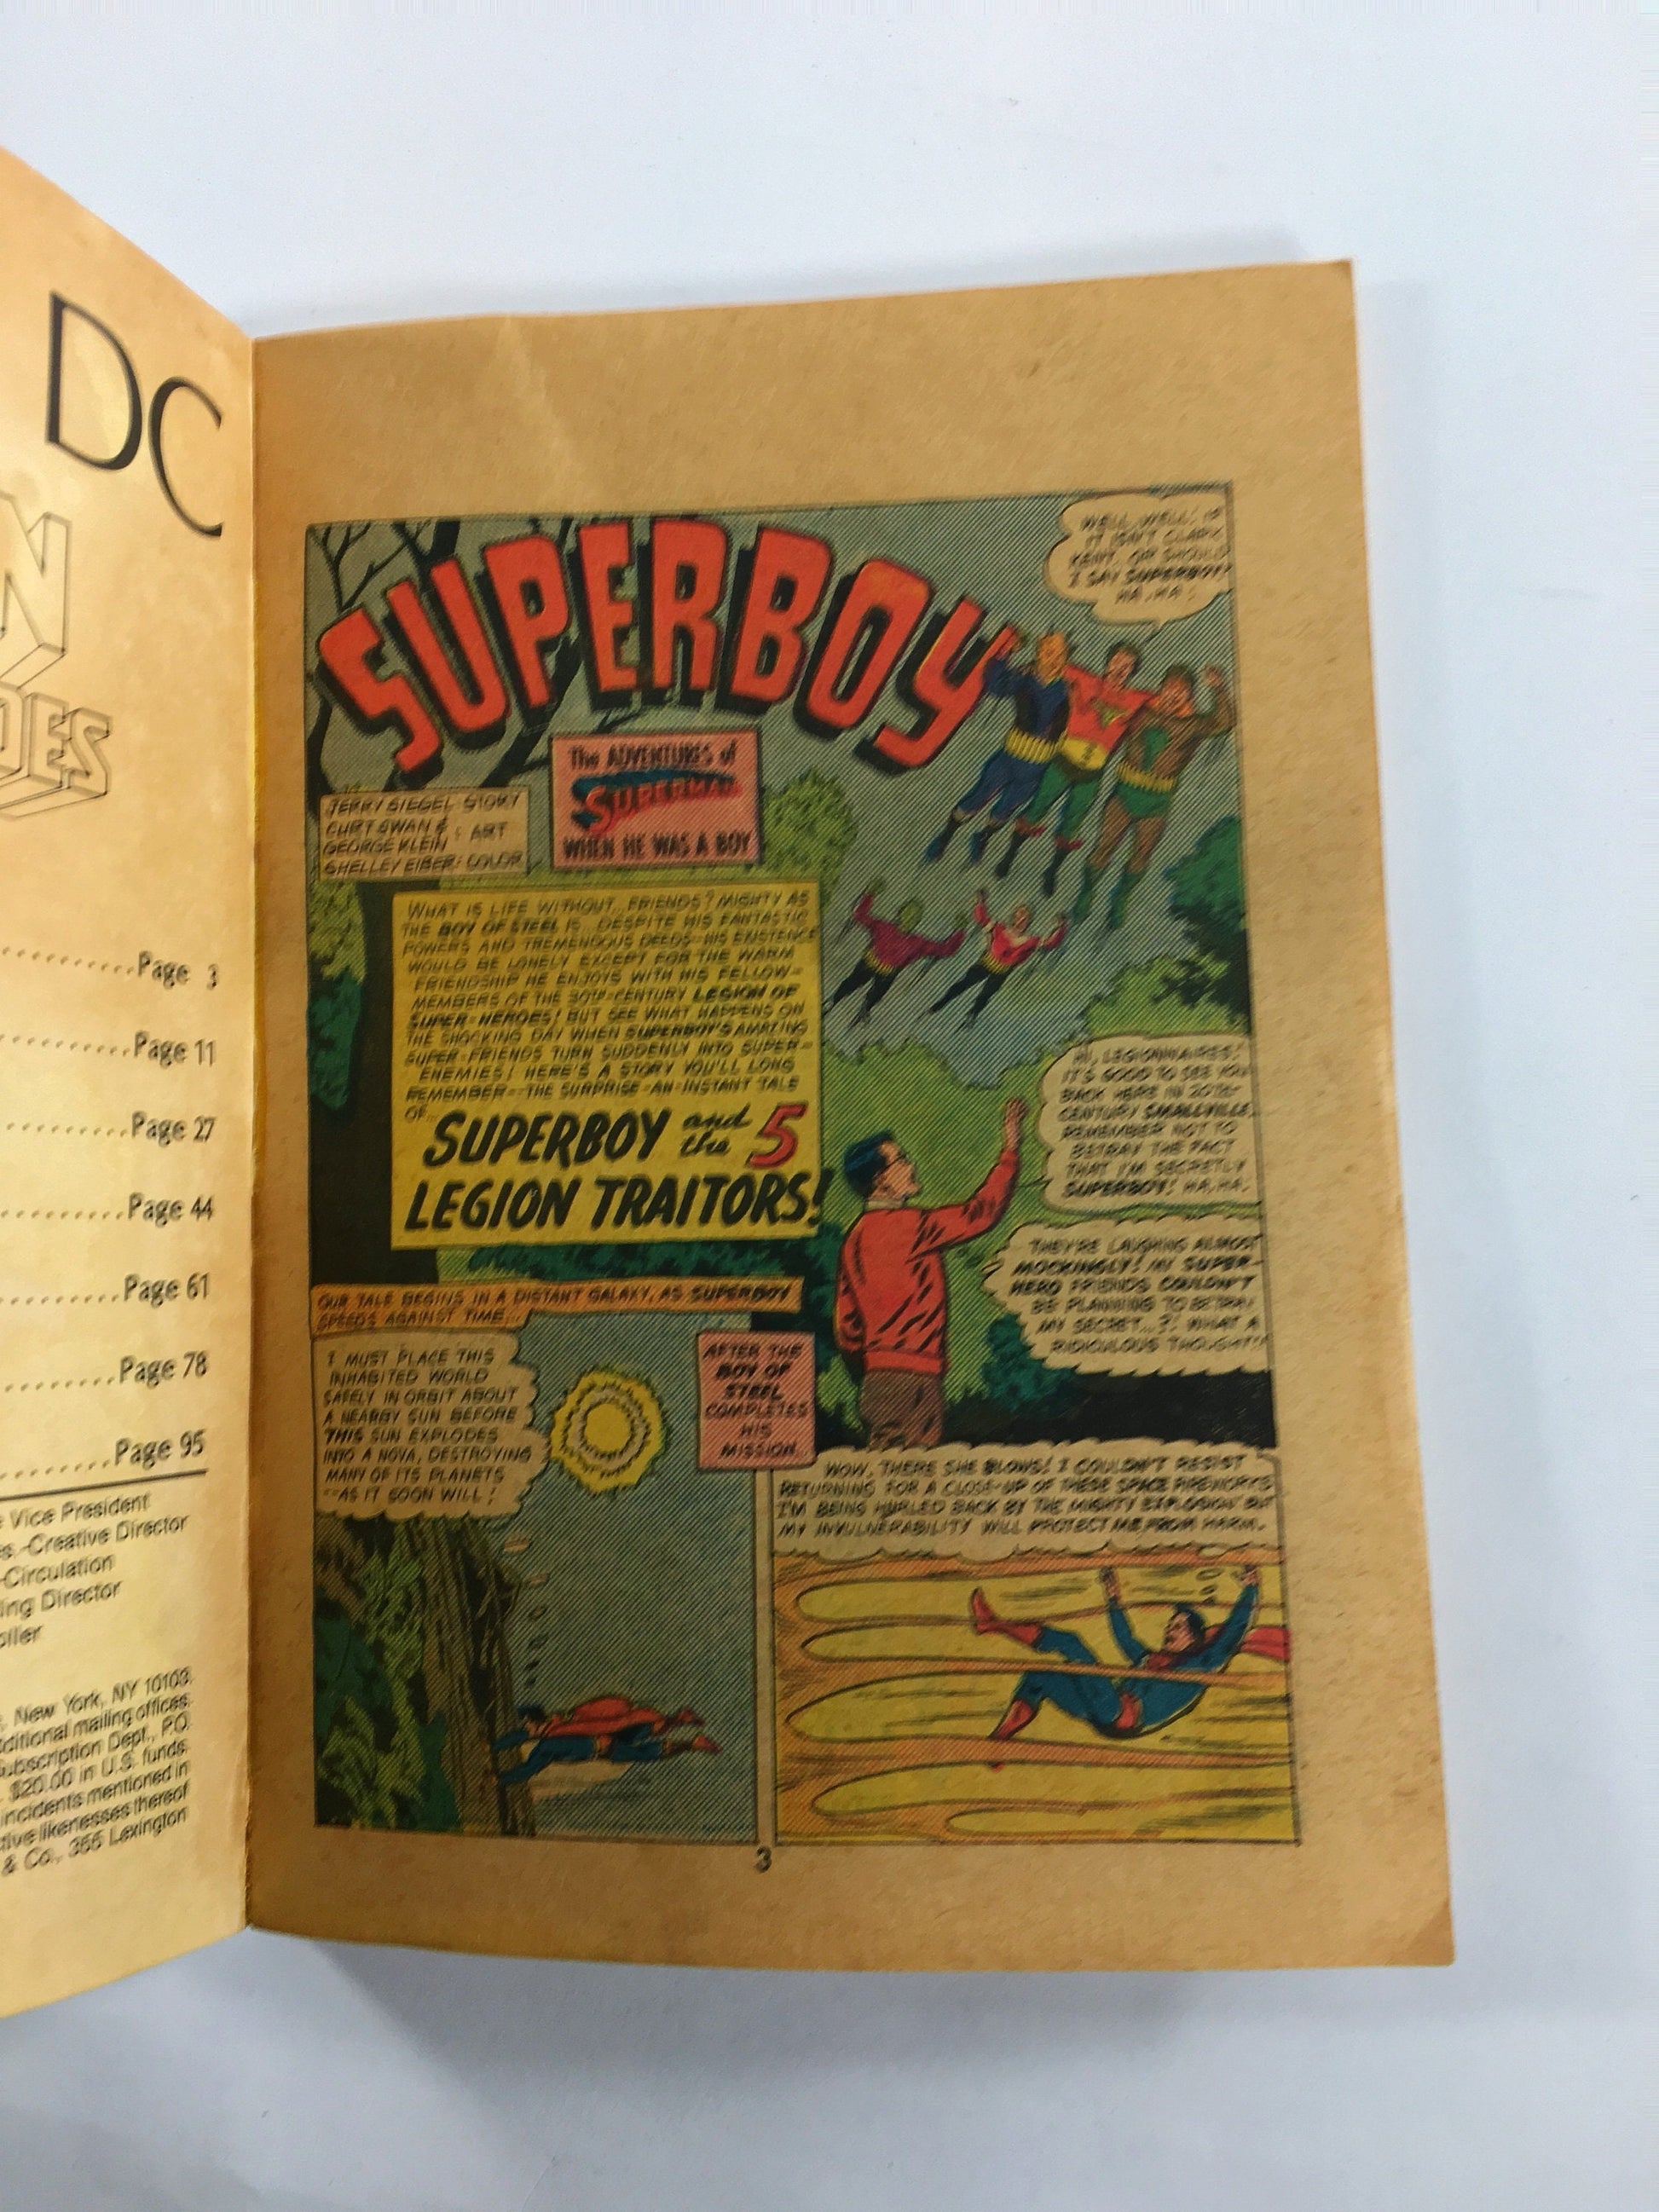 DC
N
DES
Page 3
Page 11
Page 27
Page 44
Page 61
Page 78
Page 95
Vice President
-Creative Director
-Circulation
ing Director
oiler
New York, NY 10103.
ditional mailing offices.
ubscription Dept., P.O.
$20.00 in U.S. funds.
incidents mentioned in
ctive likenesses thereof
& Co., 355 Lexington
SUPERBOY
The ADVENTURES of
SUPERMAN
WHEN HE WAS A BOY
JERRY SIEGEL: STORY
CURT SWAN &
GEORGE KLEIN : ART
SHELLEY EIBER: COLOR
WELL, WELL! IF
IT ISN'T CLARK
KENT, OR SHOULD
I SAY SUPERBOY!
HA, HA!
WHAT IS LIFE WITHOUT...FRIENDS? MIGHTY AS
THE BOY OF STEEL IS...DESPITE HIS FANTASTIC
POWERS AND TREMENDOUS DEEDS--HIS EXISTENCE
WOULD BE LONELY EXCEPT FOR THE WARM
FRIENDSHIP HE ENJOYS WITH HIS FELLOW-
MEMBERS OF THE 30TH-CENTURY LEGION OF
SUPER-HEROES! BUT SEE WHAT HAPPENS ON
THE SHOCKING DAY WHEN SUPERBOY'S AMAZING
SUPER-FRIENDS TURN SUDDENLY INTO SUPER-
ENEMIES! HERE'S A STORY YOU'LL LONG
REMEMBER--THE SURPRISE-AN-INSTANT TALE
OF...
SUPERBOY and the 5
LEGION TRAITORS!
HI, LEGIONNAIRES!
IT'S GOOD TO SEE YOU
BACK HERE IN 20TH-
CENTURY SMALLVILLE.
REMEMBER NOT TO
BETRAY THE FACT
THAT I'M SECRETLY
SUPERBOY! HA, HA!
THEY'RE LAUGHING ALMOST
MOCKINGLY! MY SUPER-
HERO FRIENDS COULDN'T
BE PLANNING TO BETRAY
MY SECRET...?! WHAT A
RIDICULOUS THOUGHT!!
OUR TALE BEGINS IN A DISTANT GALAXY, AS SUPERBOY
SPEEDS AGAINST TIME...
I MUST PLACE THIS
INHABITED WORLD
SAFELY IN ORBIT ABOUT
A NEARBY SUN BEFORE
THIS SUN EXPLODES
INTO A NOVA, DESTROYING
MANY OF ITS PLANETS
--AS IT SOON WILL!
AFTER THE
BOY OF
STEEL
COMPLETES
HIS
MISSION...
WOW, THERE SHE BLOWS! I COULDN'T RESIST
RETURNING FOR A CLOSE-UP OF THESE SPACE FIREWORKS.
I'M BEING HURLED BACK BY THE MIGHTY EXPLOSION BUT
MY INVULNERABILITY WILL PROTECT ME FROM HARM.
3